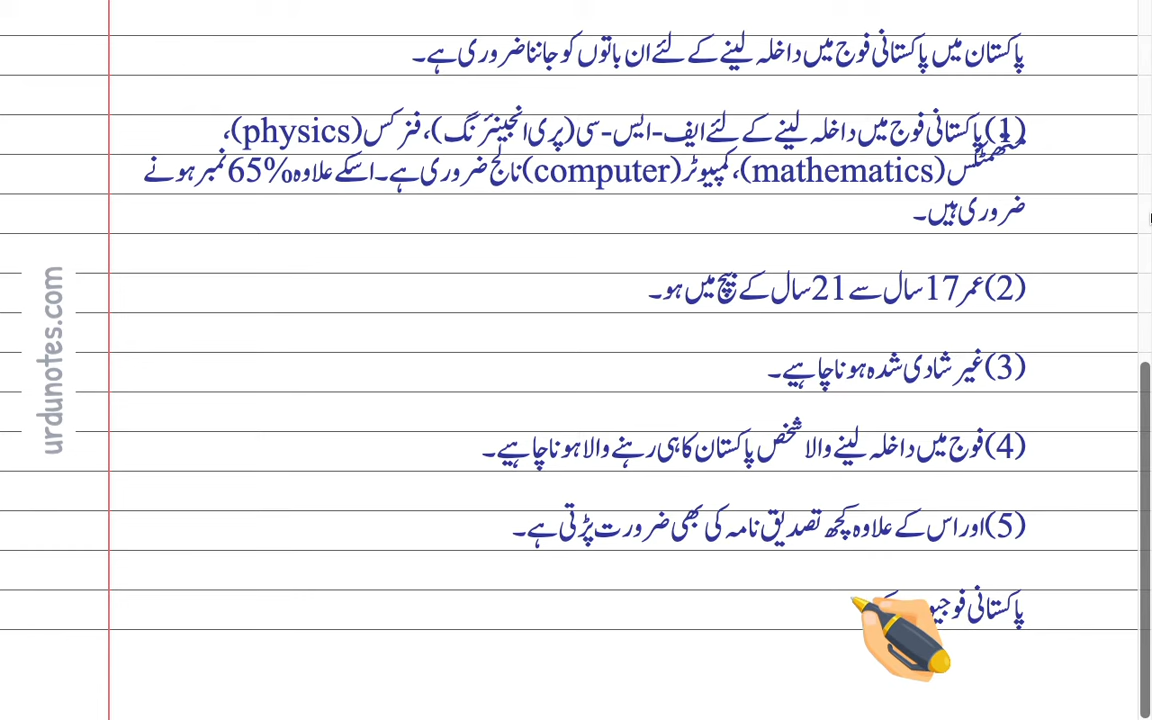 پاکستان میں پاکستانی فوج میں داخلہ لینے کے لئے ان باتوں کو جاننا ضروری ہے۔
(1) پاکستانی فوج میں داخلہ لینے کے لئے ایف-ایس-سی (پری انجینئرنگ)، فزکس (physics)،
متھمٹکس (mathematics)، کمپیوٹر (computer) نالج ضروری ہے۔ اسکے علاوہ 65% نمبر ہونے
ضروری ہیں۔
(2) عمر 17 سال سے 21 سال کے بیچ میں ہو۔
(3) غیر شادی شدہ ہونا چاہیے۔
(4) فوج میں داخلہ لینے والا شخص پاکستان کا ہی رہنے والا ہونا چاہیے۔
(5) اور اس کے علاوہ کچھ تصدیق نامہ کی بھی ضرورت پڑتی ہے۔
پاکستانی
urdunotes.com